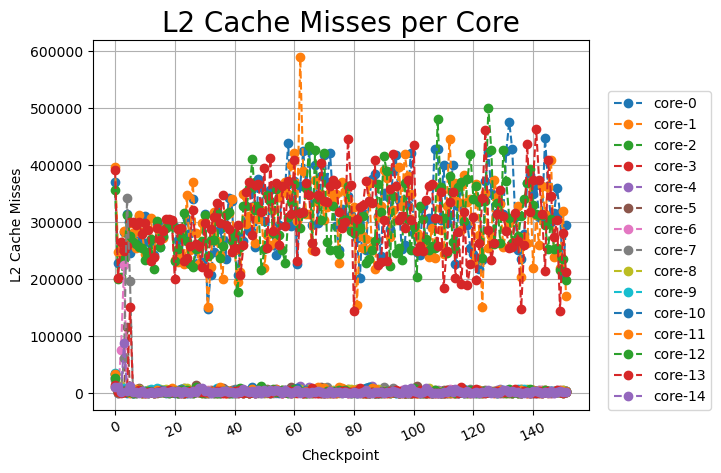 L2 Cache Misses per Core
L2 Cache Misses
600000
500000
400000
300000
200000
100000
0
0
20
40
60
80
100
120
140
Checkpoint
core-0
core-1
core-2
core-3
core-4
core-5
core-6
core-7
core-8
core-9
core-10
core-11
core-12
core-13
core-14